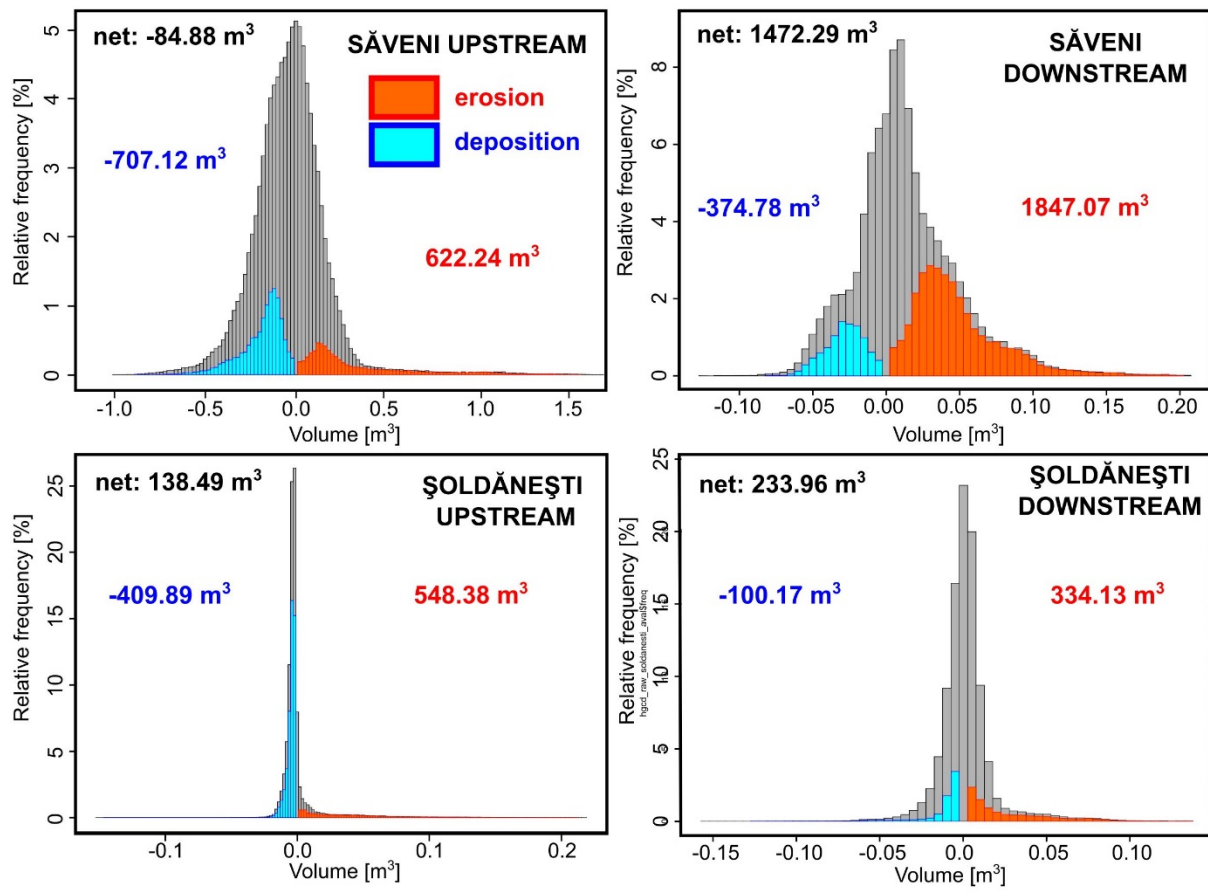 net: -84.88 m³
SĂVENI UPSTREAM
erosion
deposition
-707.12 m³
622.24 m³
Relative frequency [%]
5
4
3
2
1
0
-1.0 -0.5 0.0 0.5 1.0 1.5
Volume [m³]
net: 1472.29 m³
SĂVENI
DOWNSTREAM
-374.78 m³
1847.07 m³
Relative frequency [%]
8
6
4
2
0
-0.10 -0.05 0.00 0.05 0.10 0.15 0.20
Volume [m³]
net: 138.49 m³
ŞOLDĂNEŞTI
UPSTREAM
-409.89 m³
548.38 m³
Relative frequency [%]
25
20
15
10
5
0
-0.1 0.0 0.1 0.2
Volume [m³]
net: 233.96 m³
ŞOLDĂNEŞTI
DOWNSTREAM
-100.17 m³
334.13 m³
Relative frequency [%]
hgcd_raw_soldanesti_aval$freq
25
20
15
10
5
0
-0.15 -0.10 -0.05 0.0 0.05 0.10
Volume [m³]